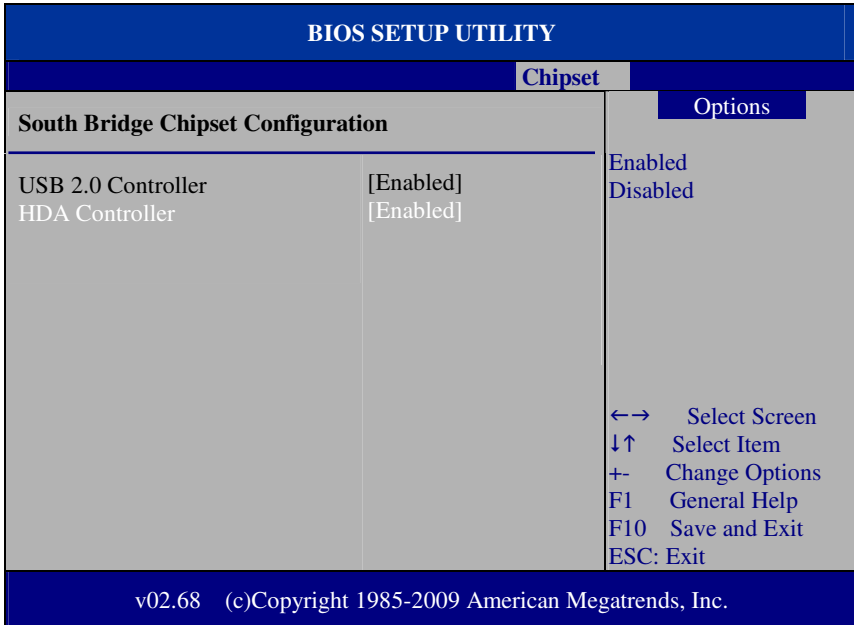 BIOS SETUP UTILITY
Chipset
South Bridge Chipset Configuration
USB 2.0 Controller [Enabled]
HDA Controller [Enabled]
Options
Enabled
Disabled
←→ Select Screen
↓↑ Select Item
+- Change Options
F1 General Help
F10 Save and Exit
ESC: Exit
v02.68 (c)Copyright 1985-2009 American Megatrends, Inc.